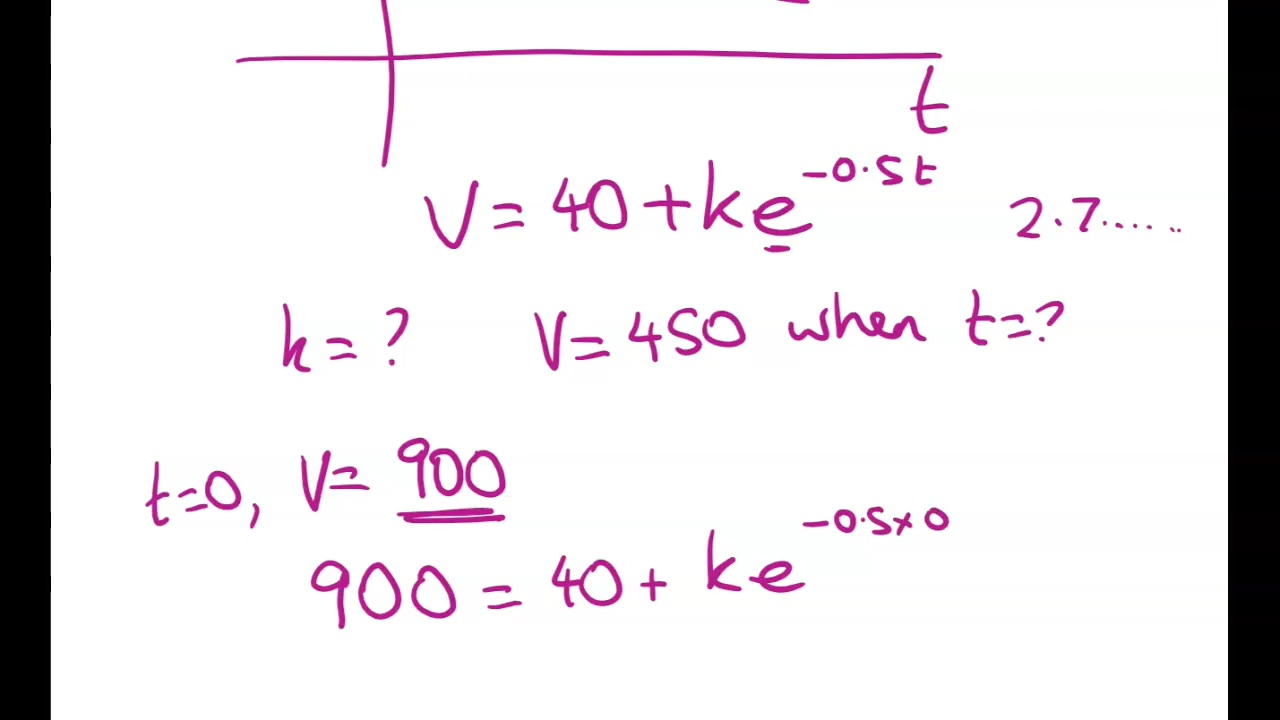 t
V = 40 + ke^{-0.5t} 2.7......
k = ? V = 450 when t = ?
t = 0, V = 900
900 = 40 + ke^{-0.5×0}